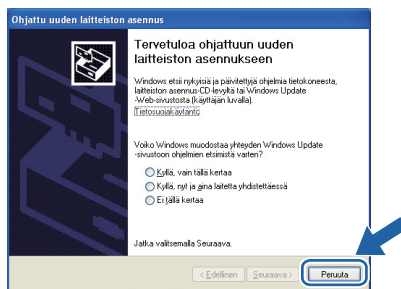 Ohjattu uuden laitteiston asennus
Tervetuloa ohjattuun uuden
laitteiston asennukseen
Windows etsii nykyisiä ja päivitettyjä ohjelmia tietokoneesta,
laitteiston asennus-CD-levyltä tai Windows Update
-Web-sivustosta (käyttäjän luvalla).
Tietosuojakäytäntö
Voiko Windows muodostaa yhteyden Windows Update
-sivustoon ohjelmien etsimistä varten?
Kyllä, vain tällä kertaa
Kyllä, nyt ja aina laitetta yhdistettäessä
Ei tällä kertaa
Jatka valitsemalla Seuraava.
< Edellinen
Seuraava >
Peruuta